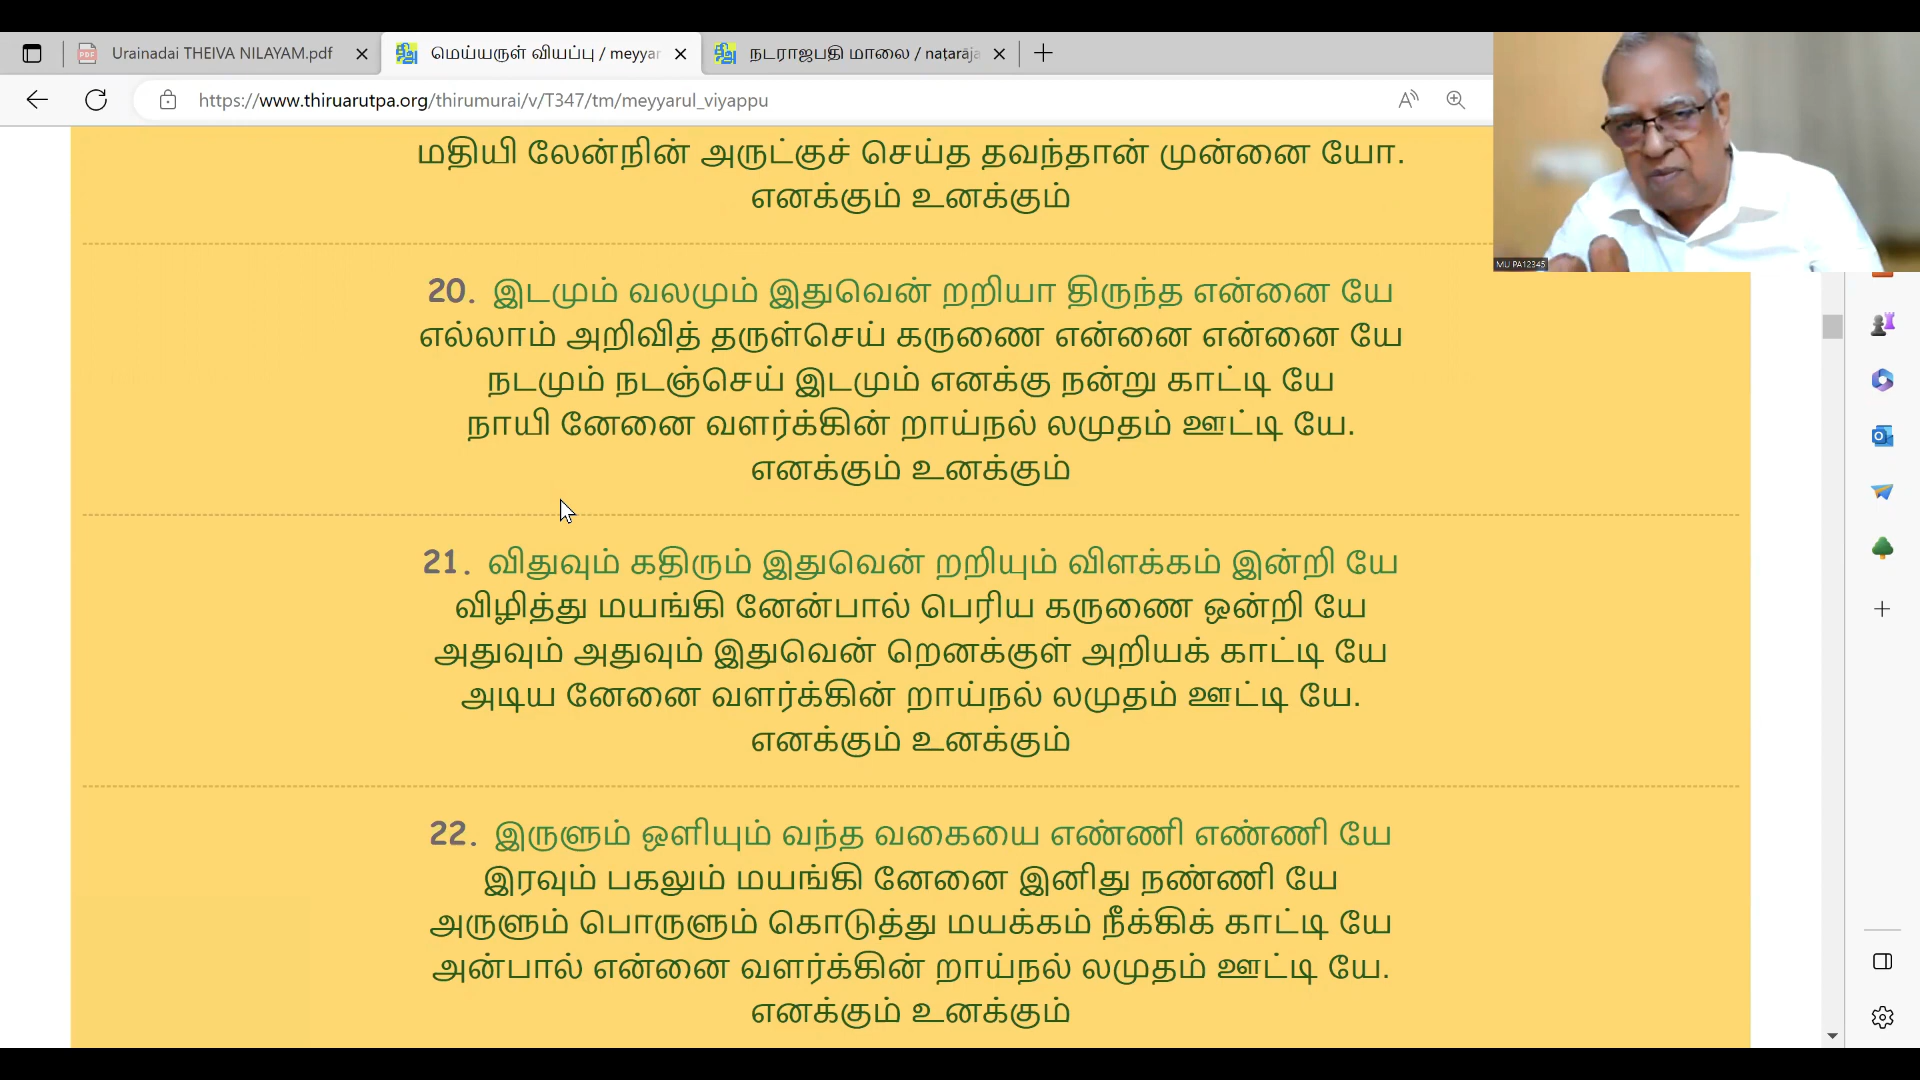 Urainadai THEIVA NILAYAM.pdf
மெய்யருள் வியப்பு / meyyar
நடராஜபதி மாலை / naṭarāja
https://www.thiruarutpa.org/thirumurai/v/T347/tm/meyyarul_viyappu
மதியி லேன்நின் அருட்குச் செய்த தவந்தான் முன்னை யோ.
எனக்கும் உனக்கும்
20. இடமும் வலமும் இதுவென் றறியா திருந்த என்னை யே
எல்லாம் அறிவித் தருள்செய் கருணை என்னை என்னை யே
நடமும் நடஞ்செய் இடமும் எனக்கு நன்று காட்டி யே
நாயி னேனை வளர்க்கின் றாய்நல் லமுதம் ஊட்டி யே.
எனக்கும் உனக்கும்
21. விதுவும் கதிரும் இதுவென் றறியும் விளக்கம் இன்றி யே
விழித்து மயங்கி னேன்பால் பெரிய கருணை ஒன்றி யே
அதுவும் அதுவும் இதுவென் றெனக்குள் அறியக் காட்டி யே
அடிய னேனை வளர்க்கின் றாய்நல் லமுதம் ஊட்டி யே.
எனக்கும் உனக்கும்
22. இருளும் ஒளியும் வந்த வகையை எண்ணி எண்ணி யே
இரவும் பகலும் மயங்கி னேனை இனிது நண்ணி யே
அருளும் பொருளும் கொடுத்து மயக்கம் நீக்கிக் காட்டி யே
அன்பால் என்னை வளர்க்கின் றாய்நல் லமுதம் ஊட்டி யே.
எனக்கும் உனக்கும்
MU PA12345